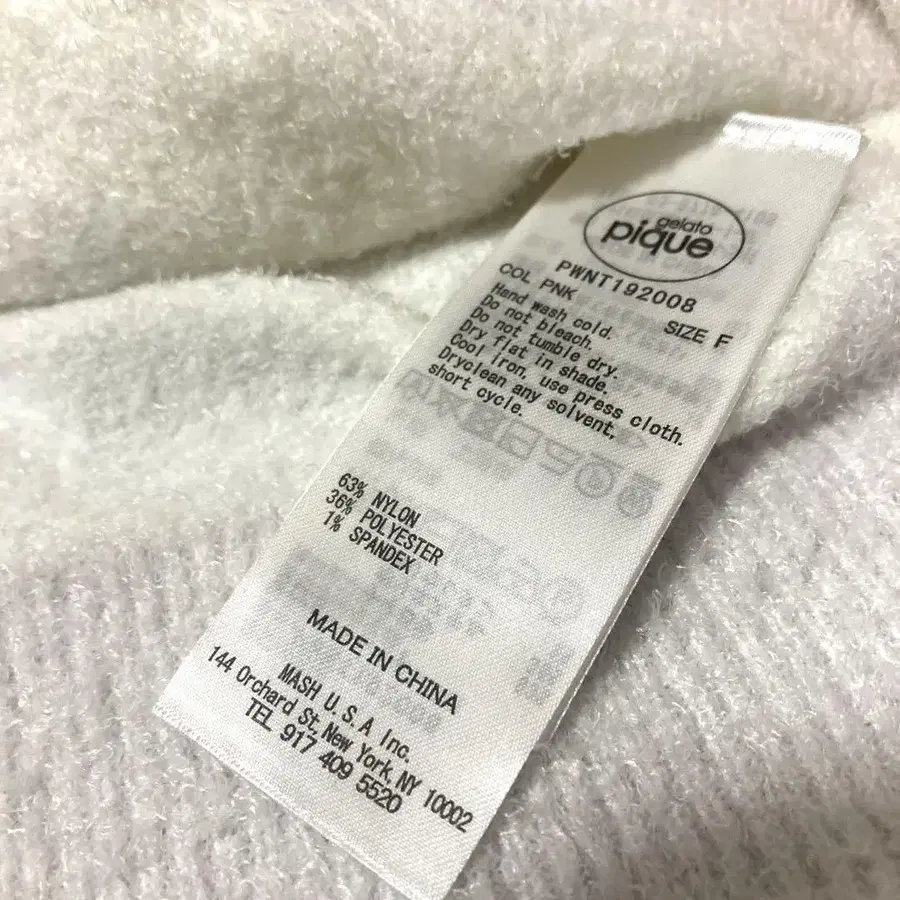 gelato
pique
PWNT192008
COL PNK SIZE F
Hand wash cold.
Do not bleach.
Do not tumble dry.
Dry flat in shade.
Cool iron, use press cloth.
Dryclean any solvent,
short cycle.
63% NYLON
36% POLYESTER
1% SPANDEX
MADE IN CHINA
MASH U.S.A Inc.
144 Orchard St, New York, NY 10002
TEL 917 409 5520